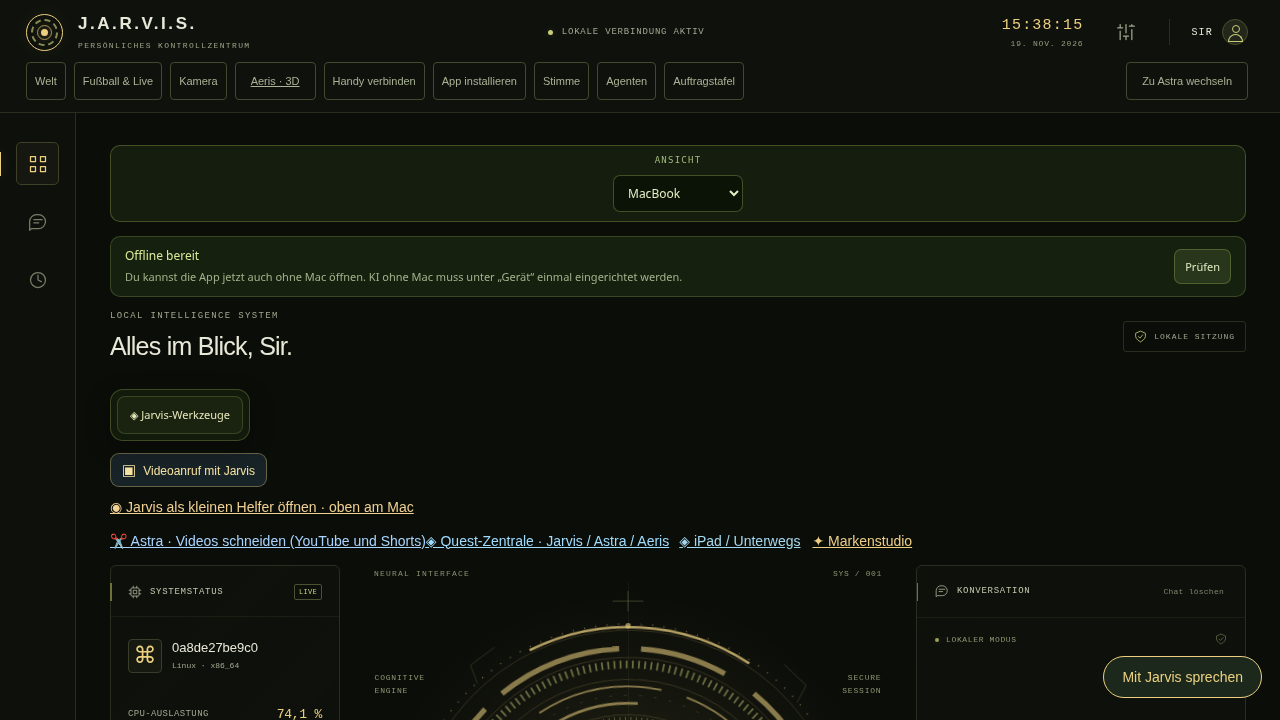 J.A.R.V.I.S.
PERSÖNLICHES KONTROLLZENTRUM
LOKALE VERBINDUNG AKTIV
15:38:15
19. NOV. 2026
SIR
Welt
Fußball & Live
Kamera
Aeris · 3D
Handy verbinden
App installieren
Stimme
Agenten
Auftragstafel
Zu Astra wechseln
ANSICHT
MacBook
Offline bereit
Du kannst die App jetzt auch ohne Mac öffnen. KI ohne Mac muss unter „Gerät“ einmal eingerichtet werden.
Prüfen
LOCAL INTELLIGENCE SYSTEM
Alles im Blick, Sir.
LOKALE SITZUNG
◈ Jarvis-Werkzeuge
▣ Videoanruf mit Jarvis
◉ Jarvis als kleinen Helfer öffnen · oben am Mac
✂️ Astra · Videos schneiden (YouTube und Shorts)◈ Quest-Zentrale · Jarvis / Astra / Aeris ◈ iPad / Unterwegs ✦ Markenstudio
SYSTEMSTATUS
LIVE
⌘
0a8de27be9c0
Linux · x86_64
CPU-AUSLASTUNG
74,1 %
NEURAL INTERFACE
SYS / 001
COGNITIVE
ENGINE
SECURE
SESSION
KONVERSATION
Chat löschen
LOKALER MODUS
Mit Jarvis sprechen